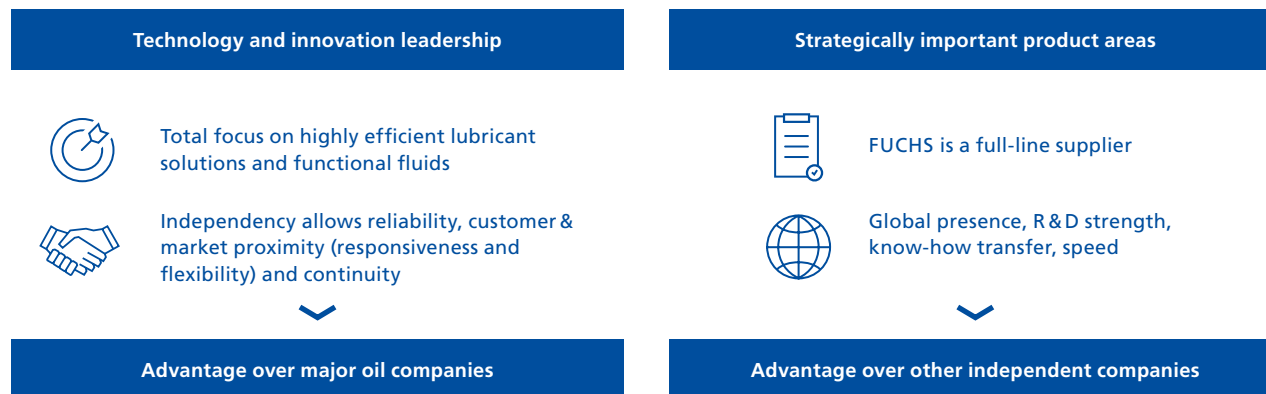 Technology and innovation leadership
Total focus on highly efficient lubricant
solutions and functional fluids
Independency allows reliability, customer & 
market proximity (responsiveness and
flexibility) and continuity
Advantage over major oil companies
Strategically important product areas
FUCHS is a full-line supplier
Global presence, R & D strength,
know-how transfer, speed
Advantage over other independent companies